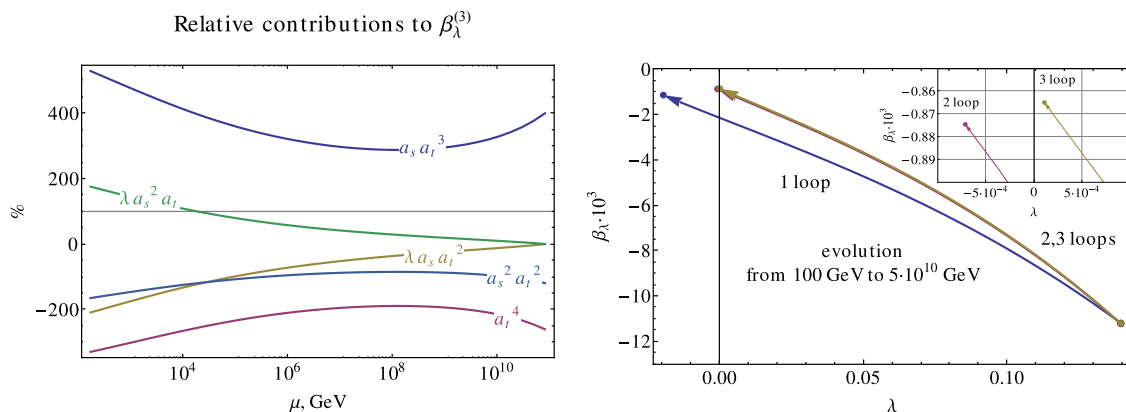 Relative contributions to β_λ^(3)
400
200
0
−200
%
a_s a_t^3
λ a_s^2 a_t
λ a_s a_t^2
a_s^2 a_t^2
a_t^4
10^4
10^6
10^8
10^10
μ, GeV
0
−2
−4
−6
−8
−10
−12
β_λ·10^3
1 loop
2,3 loops
evolution
from 100 GeV to 5·10^10 GeV
0.00
0.05
0.10
λ
−0.86
−0.87
−0.88
−0.89
β_λ·10^3
2 loop
3 loop
−5·10^-4
0
5·10^-4
λ